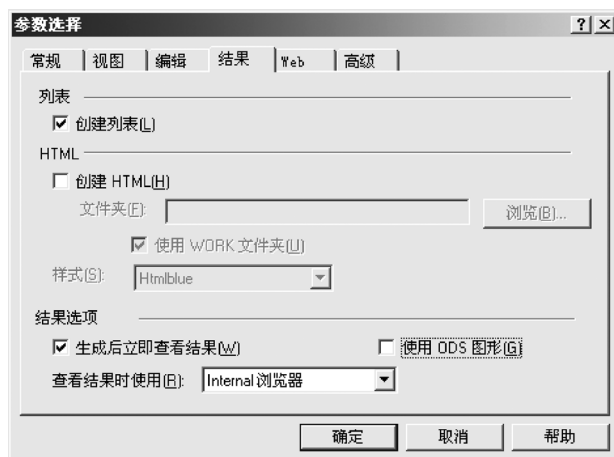 参数选择
常规 视图 编辑 结果 Web 高级
列表
创建列表(L)
HTML
创建 HTML(H)
文件夹(F): 浏览(B)...
使用 WORK 文件夹(U)
样式(S): Htmlblue
结果选项
生成后立即查看结果(W) 使用 ODS 图形(G)
查看结果时使用(R): Internal 浏览器
确定 取消 帮助